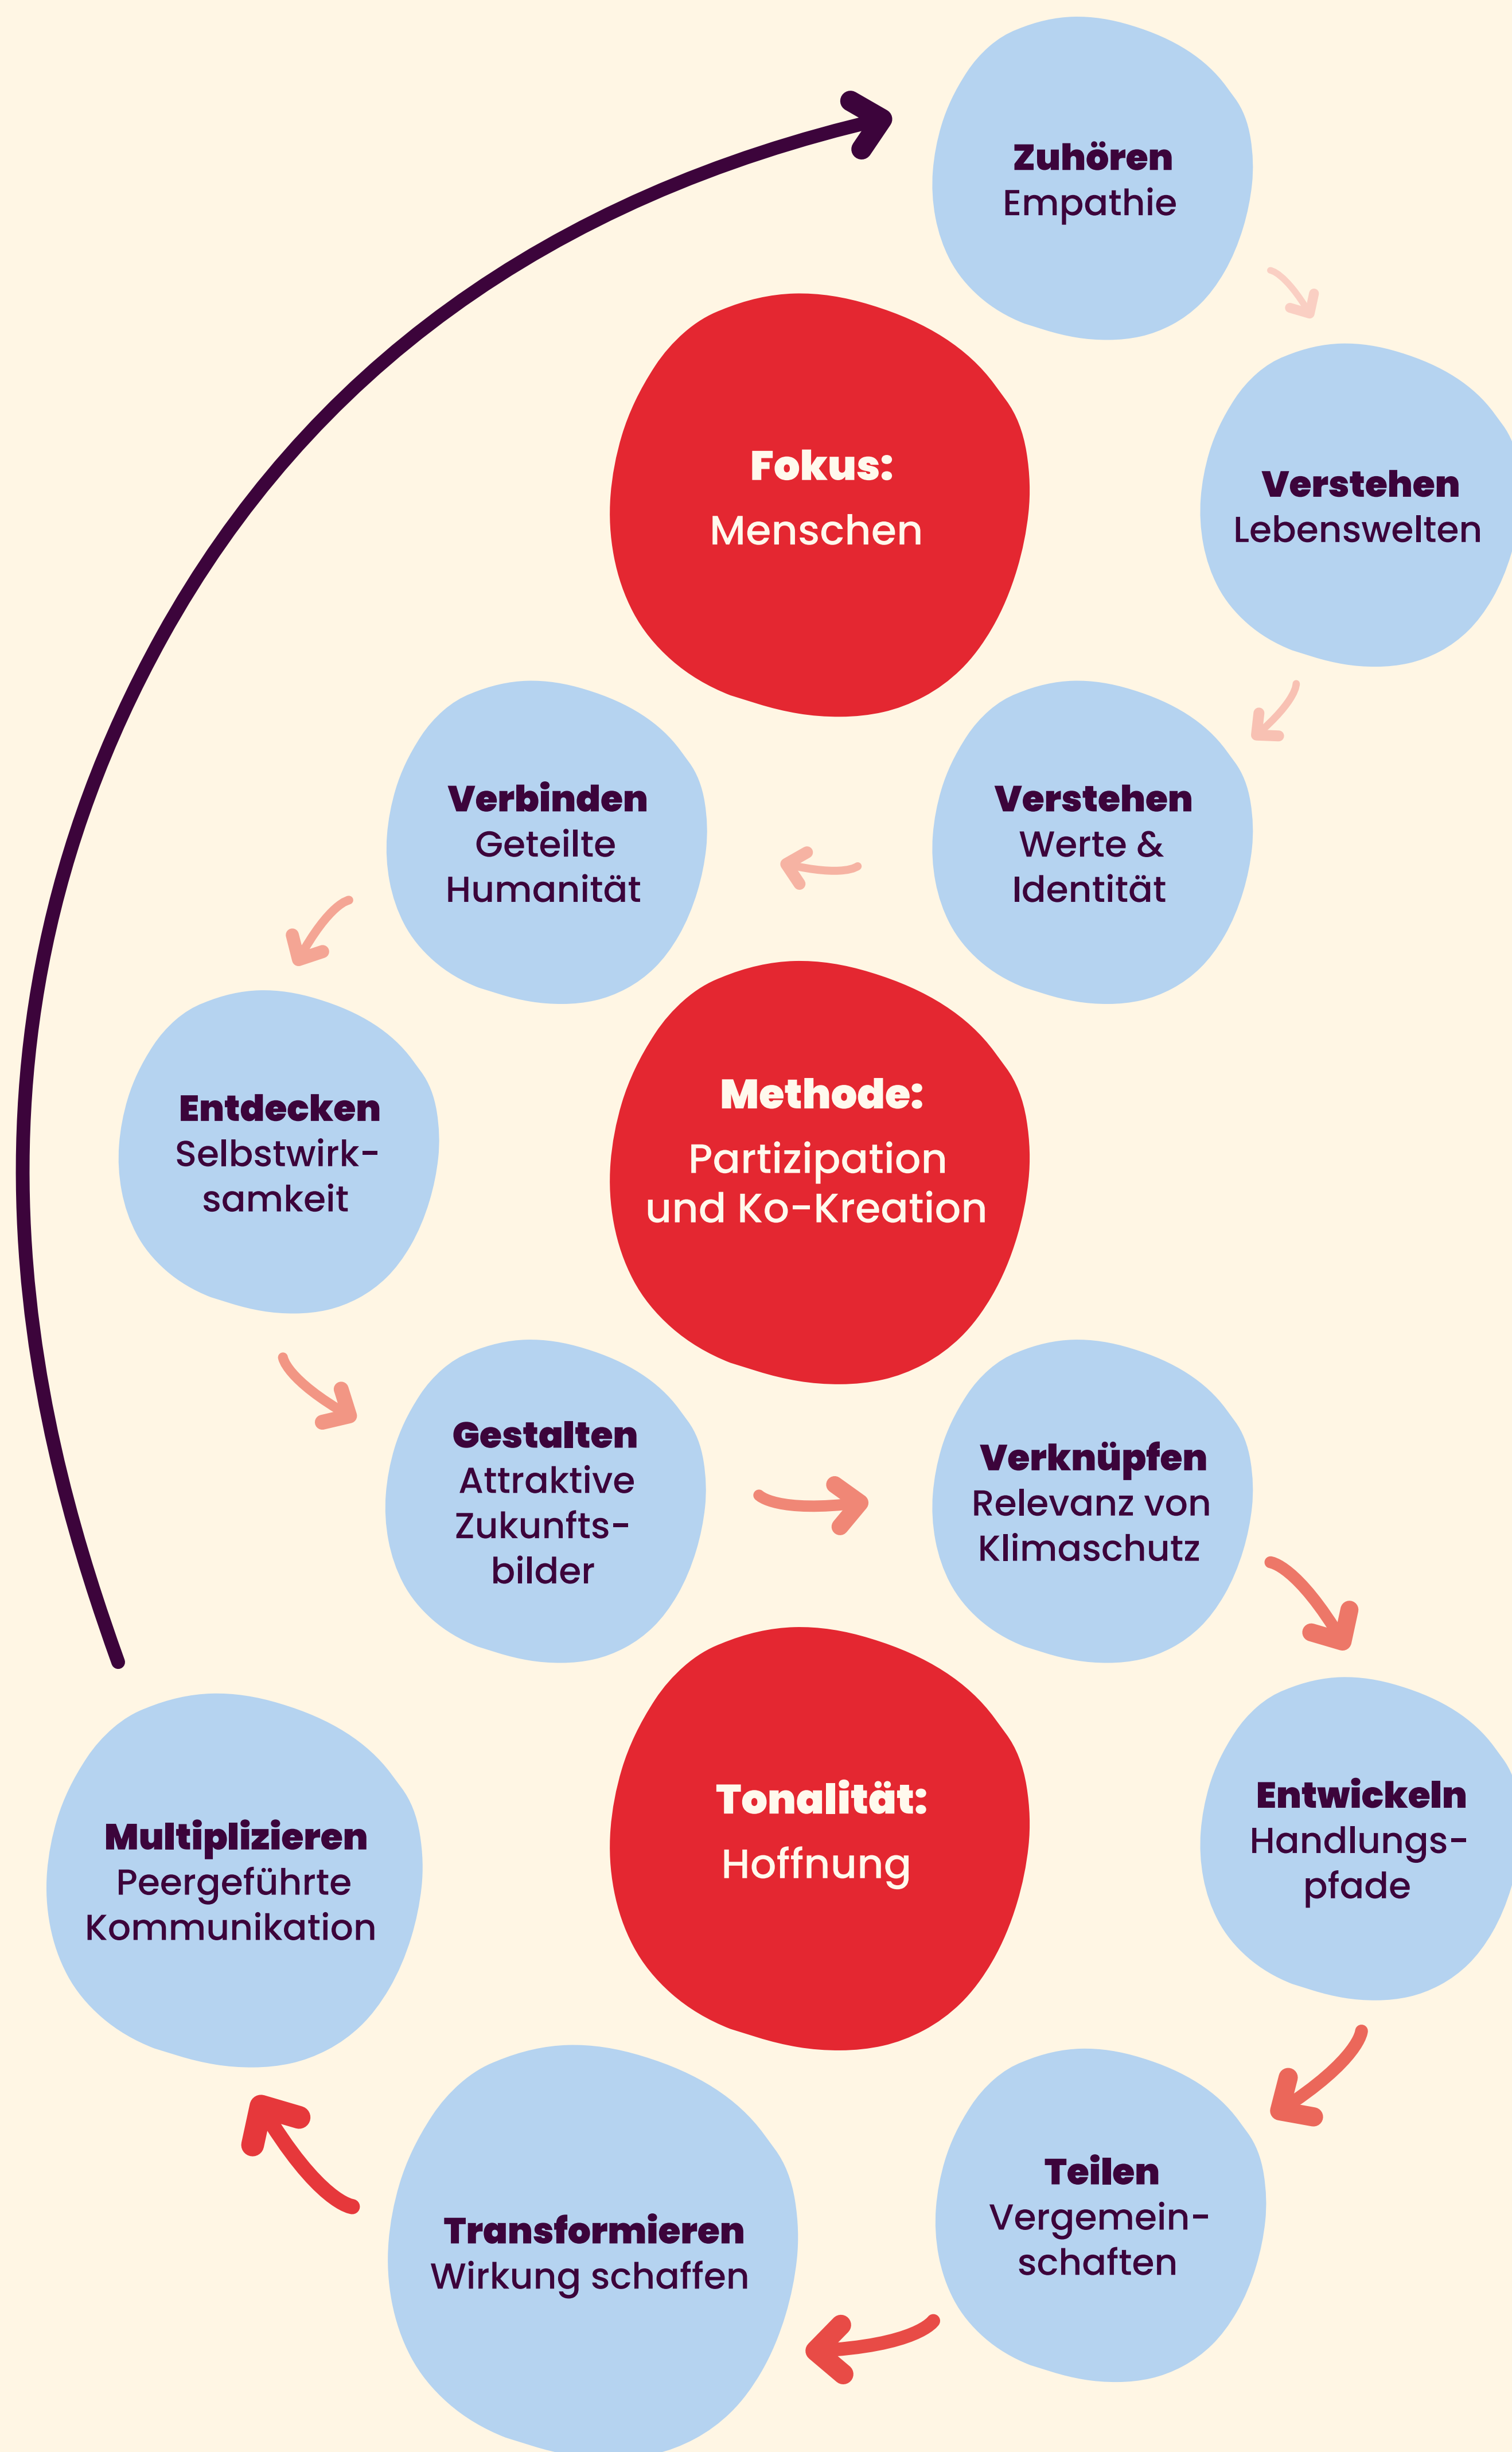 Zuhören
Empathie
Fokus:
Menschen
Verstehen
Lebenswelten
Verstehen
Werte &
Identität
Verbinden
Geteilte
Humanität
Entdecken
Selbstwirk-
samkeit
Methode:
Partizipation
und Ko-Kreation
Gestalten
Attraktive
Zukunfts-
bilder
Verknüpfen
Relevanz von
Klimaschutz
Tonalität:
Hoffnung
Entwickeln
Handlungs-
pfade
Teilen
Vergemein-
schaften
Transformieren
Wirkung schaffen
Multiplizieren
Peergeführte
Kommunikation